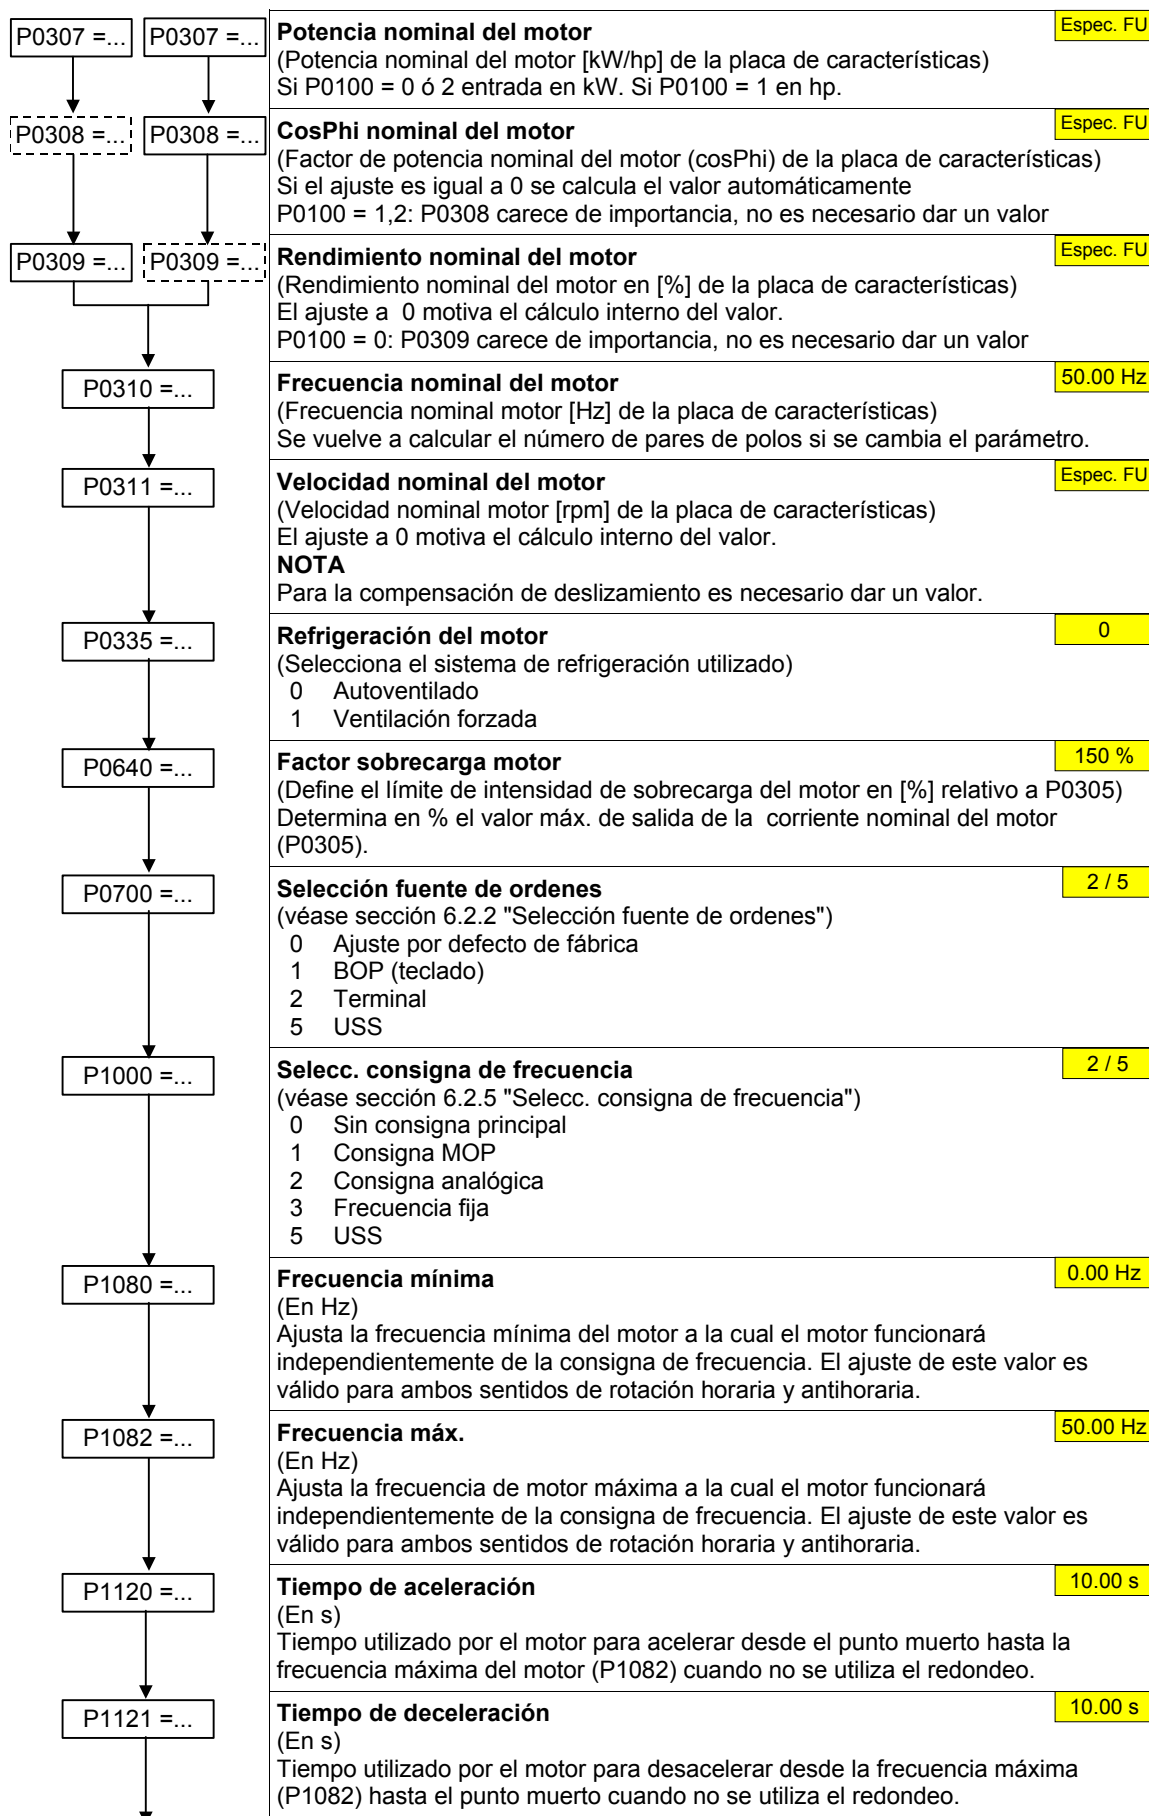 P0307 =... P0307 =... Potencia nominal del motor Espec. FU
(Potencia nominal del motor [kW/hp] de la placa de características)
Si P0100 = 0 ó 2 entrada en kW. Si P0100 = 1 en hp.
P0308 =... P0308 =... CosPhi nominal del motor Espec. FU
(Factor de potencia nominal del motor (cosPhi) de la placa de características)
Si el ajuste es igual a 0 se calcula el valor automáticamente
P0100 = 1,2: P0308 carece de importancia, no es necesario dar un valor
P0309 =... P0309 =... Rendimiento nominal del motor Espec. FU
(Rendimiento nominal del motor en [%] de la placa de características)
El ajuste a 0 motiva el cálculo interno del valor.
P0100 = 0: P0309 carece de importancia, no es necesario dar un valor
P0310 =... Frecuencia nominal del motor 50.00 Hz
(Frecuencia nominal motor [Hz] de la placa de características)
Se vuelve a calcular el número de pares de polos si se cambia el parámetro.
P0311 =... Velocidad nominal del motor Espec. FU
(Velocidad nominal motor [rpm] de la placa de características)
El ajuste a 0 motiva el cálculo interno del valor.
NOTA
Para la compensación de deslizamiento es necesario dar un valor.
P0335 =... Refrigeración del motor 0
(Selecciona el sistema de refrigeración utilizado)
0 Autoventilado
1 Ventilación forzada
P0640 =... Factor sobrecarga motor 150 %
(Define el límite de intensidad de sobrecarga del motor en [%] relativo a P0305)
Determina en % el valor máx. de salida de la corriente nominal del motor
(P0305).
P0700 =... Selección fuente de ordenes 2 / 5
(véase sección 6.2.2 "Selección fuente de ordenes")
0 Ajuste por defecto de fábrica
1 BOP (teclado)
2 Terminal
5 USS
P1000 =... Selecc. consigna de frecuencia 2 / 5
(véase sección 6.2.5 "Selecc. consigna de frecuencia")
0 Sin consigna principal
1 Consigna MOP
2 Consigna analógica
3 Frecuencia fija
5 USS
P1080 =... Frecuencia mínima 0.00 Hz
(En Hz)
Ajusta la frecuencia mínima del motor a la cual el motor funcionará
independientemente de la consigna de frecuencia. El ajuste de este valor es
válido para ambos sentidos de rotación horaria y antihoraria.
P1082 =... Frecuencia máx. 50.00 Hz
(En Hz)
Ajusta la frecuencia de motor máxima a la cual el motor funcionará
independientemente de la consigna de frecuencia. El ajuste de este valor es
válido para ambos sentidos de rotación horaria y antihoraria.
P1120 =... Tiempo de aceleración 10.00 s
(En s)
Tiempo utilizado por el motor para acelerar desde el punto muerto hasta la
frecuencia máxima del motor (P1082) cuando no se utiliza el redondeo.
P1121 =... Tiempo de deceleración 10.00 s
(En s)
Tiempo utilizado por el motor para desacelerar desde la frecuencia máxima
(P1082) hasta el punto muerto cuando no se utiliza el redondeo.